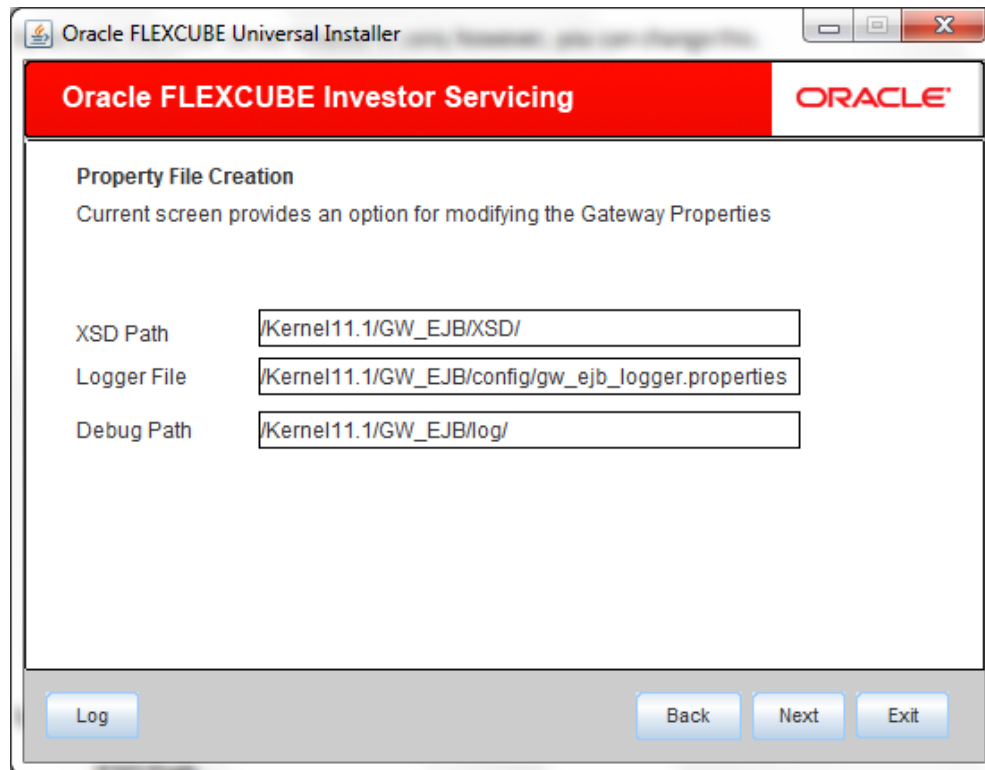 Oracle FLEXCUBE Universal Installer
Oracle FLEXCUBE Investor Servicing
ORACLE
Property File Creation
Current screen provides an option for modifying the Gateway Properties
XSD Path /Kernel11.1/GW_EJB/XSD/
Logger File /Kernel11.1/GW_EJB/config/gw_ejb_logger.properties
Debug Path /Kernel11.1/GW_EJB/log/
Log Back Next Exit